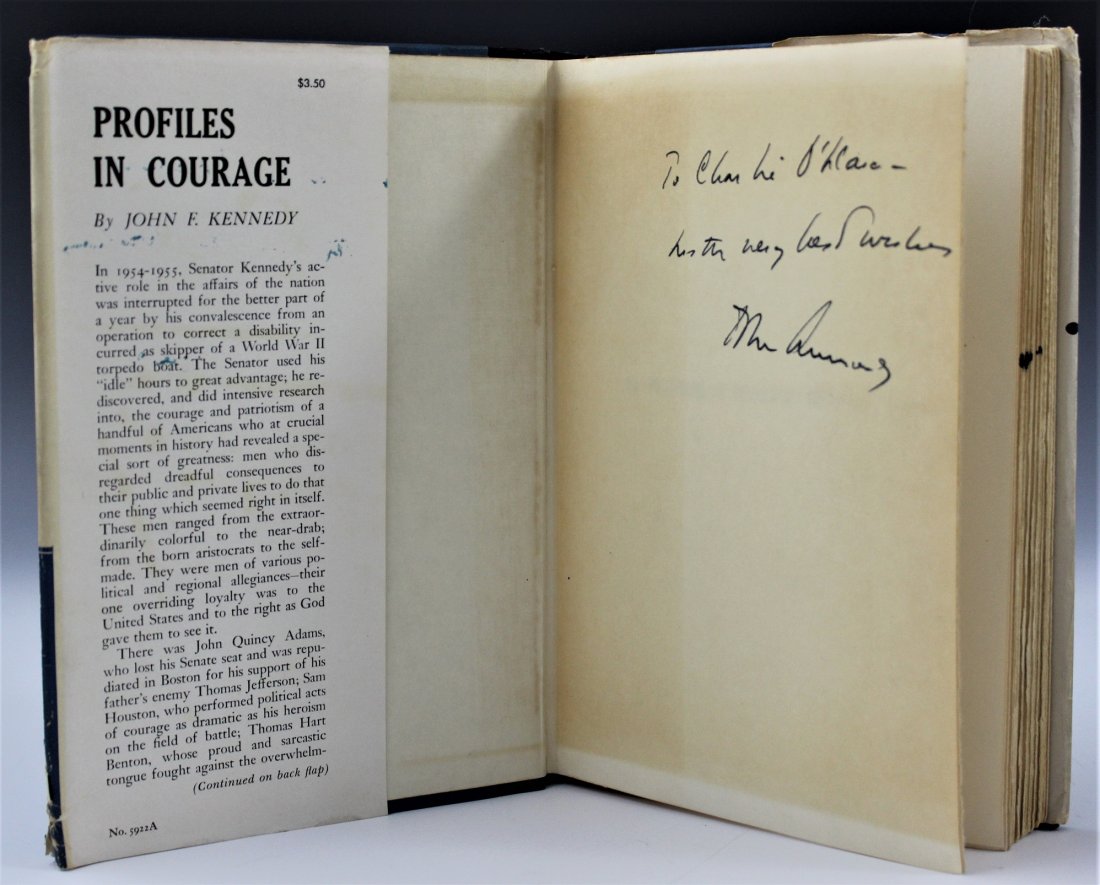 $3.50
PROFILES
IN COURAGE
By JOHN F. KENNEDY
In 1954-1955, Senator Kennedy's ac-
tive role in the affairs of the nation
was interrupted for the better part of
a year by his convalescence from an
operation to correct a disability in-
curred as skipper of a World War II
torpedo boat. The Senator used his
"idle" hours to great advantage; he re-
discovered, and did intensive research
into, the courage and patriotism of a
handful of Americans who at crucial
moments in history had revealed a spe-
cial sort of greatness: men who dis-
regarded dreadful consequences to
their public and private lives to do that
one thing which seemed right in itself.
These men ranged from the extraor-
dinarily colorful to the near-drab;
from the born aristocrats to the self-
made. They were men of various po-
litical and regional allegiances—their
one overriding loyalty was to the
United States and to the right as God
gave them to see it.
There was John Quincy Adams,
who lost his Senate seat and was repu-
diated in Boston for his support of his
father's enemy Thomas Jefferson; Sam
Houston, who performed political acts
of courage as dramatic as his heroism
on the field of battle; Thomas Hart
Benton, whose proud and sarcastic
tongue fought against the overwhelm-
(Continued on back flap)
No. 5922A
To Charlie
with very best wishes
John Kennedy